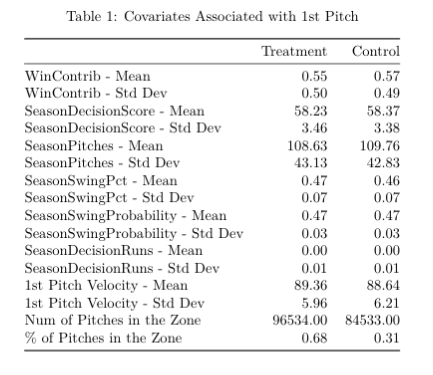 Table 1: Covariates Associated with 1st Pitch
Treatment Control
WinContrib - Mean 0.55 0.57
WinContrib - Std Dev 0.50 0.49
SeasonDecisionScore - Mean 58.23 58.37
SeasonDecisionScore - Std Dev 3.46 3.38
SeasonPitches - Mean 108.63 109.76
SeasonPitches - Std Dev 43.13 42.83
SeasonSwingPct - Mean 0.47 0.46
SeasonSwingPct - Std Dev 0.07 0.07
SeasonSwingProbability - Mean 0.47 0.47
SeasonSwingProbability - Std Dev 0.03 0.03
SeasonDecisionRuns - Mean 0.00 0.00
SeasonDecisionRuns - Std Dev 0.01 0.01
1st Pitch Velocity - Mean 89.36 88.64
1st Pitch Velocity - Std Dev 5.96 6.21
Num of Pitches in the Zone 96534.00 84533.00
% of Pitches in the Zone 0.68 0.31